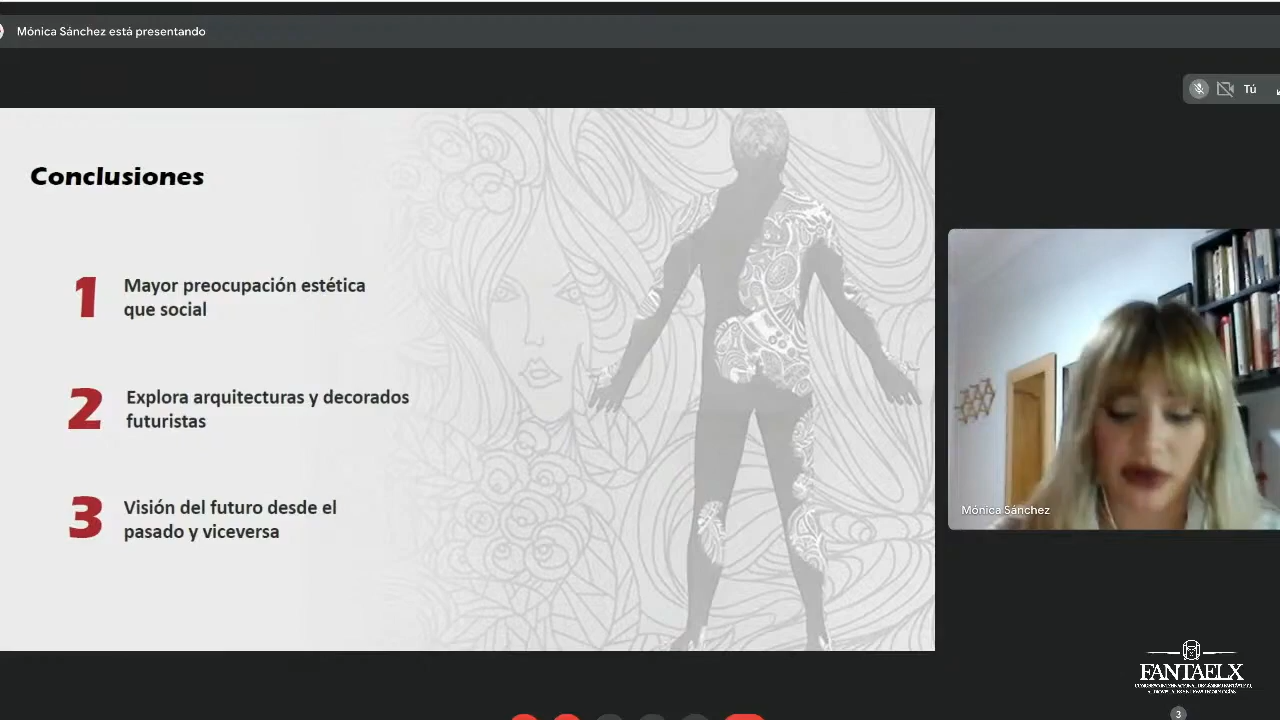 Mónica Sánchez está presentando
Tú
Conclusiones
1
Mayor preocupación estética
que social
2
Explora arquitecturas y decorados
futuristas
3
Visión del futuro desde el
pasado y viceversa
Mónica Sánchez
FANTAELX
3